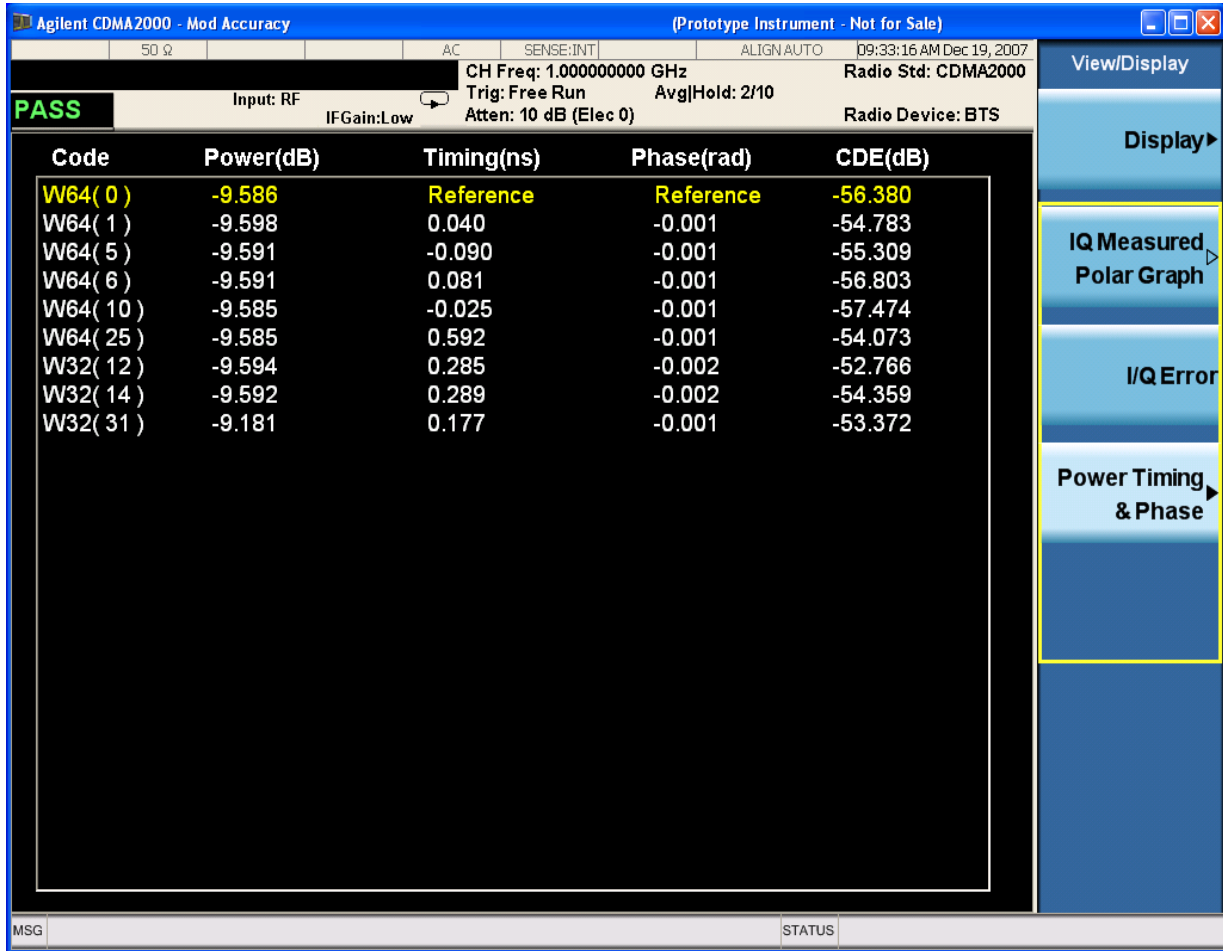 Agilent CDMA2000 - Mod Accuracy (Prototype Instrument - Not for Sale)
50 Ω AC SENSE:INT ALIGN AUTO 09:33:16 AM Dec 19, 2007
CH Freq: 1.000000000 GHz Radio Std: CDMA2000
PASS Input: RF Trig: Free Run Avg|Hold: 2/10
IFGain:Low Atten: 10 dB (Elec 0) Radio Device: BTS
Code Power(dB) Timing(ns) Phase(rad) CDE(dB)
W64( 0 ) -9.586 Reference Reference -56.380
W64( 1 ) -9.598 0.040 -0.001 -54.783
W64( 5 ) -9.591 -0.090 -0.001 -55.309
W64( 6 ) -9.591 0.081 -0.001 -56.803
W64( 10 ) -9.585 -0.025 -0.001 -57.474
W64( 25 ) -9.585 0.592 -0.001 -54.073
W32( 12 ) -9.594 0.285 -0.002 -52.766
W32( 14 ) -9.592 0.289 -0.002 -54.359
W32( 31 ) -9.181 0.177 -0.001 -53.372
View/Display
Display
IQ Measured
Polar Graph
I/Q Error
Power Timing
& Phase
MSG STATUS